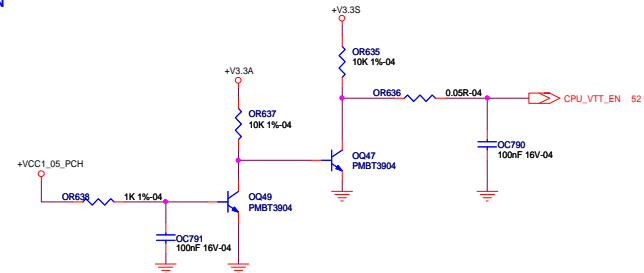 N
+V3.3S
OR635
10K 1%-04
+V3.3A
OR636
0.05R-04
CPU_VTT_EN 52
OR637
10K 1%-04
OC790
100nF 16V-04
OQ47
PMBT3904
+VCC1_05_PCH
OR638
1K 1%-04
OQ49
PMBT3904
OC791
100nF 16V-04